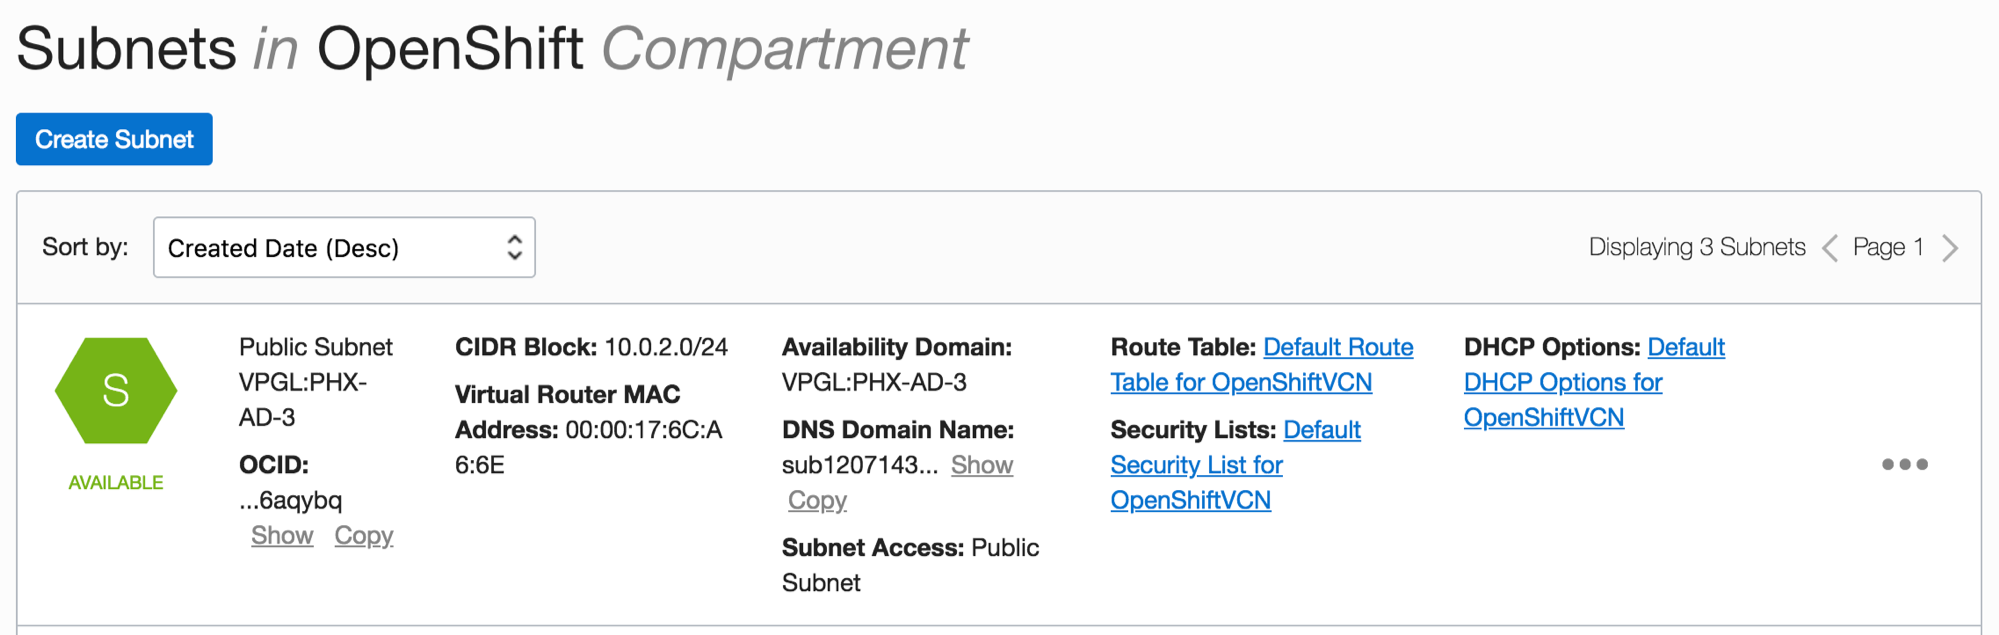 Subnets in OpenShift Compartment
Create Subnet
Sort by: Created Date (Desc)
Displaying 3 Subnets Page 1
S
AVAILABLE
Public Subnet
VPGL:PHX-
AD-3
OCID:
...6aqybq
Show Copy
CIDR Block: 10.0.2.0/24
Virtual Router MAC
Address: 00:00:17:6C:A
6:6E
Availability Domain:
VPGL:PHX-AD-3
DNS Domain Name:
sub1207143... Show
Copy
Subnet Access: Public
Subnet
Route Table: Default Route
Table for OpenShiftVCN
Security Lists: Default
Security List for
OpenShiftVCN
DHCP Options: Default
DHCP Options for
OpenShiftVCN